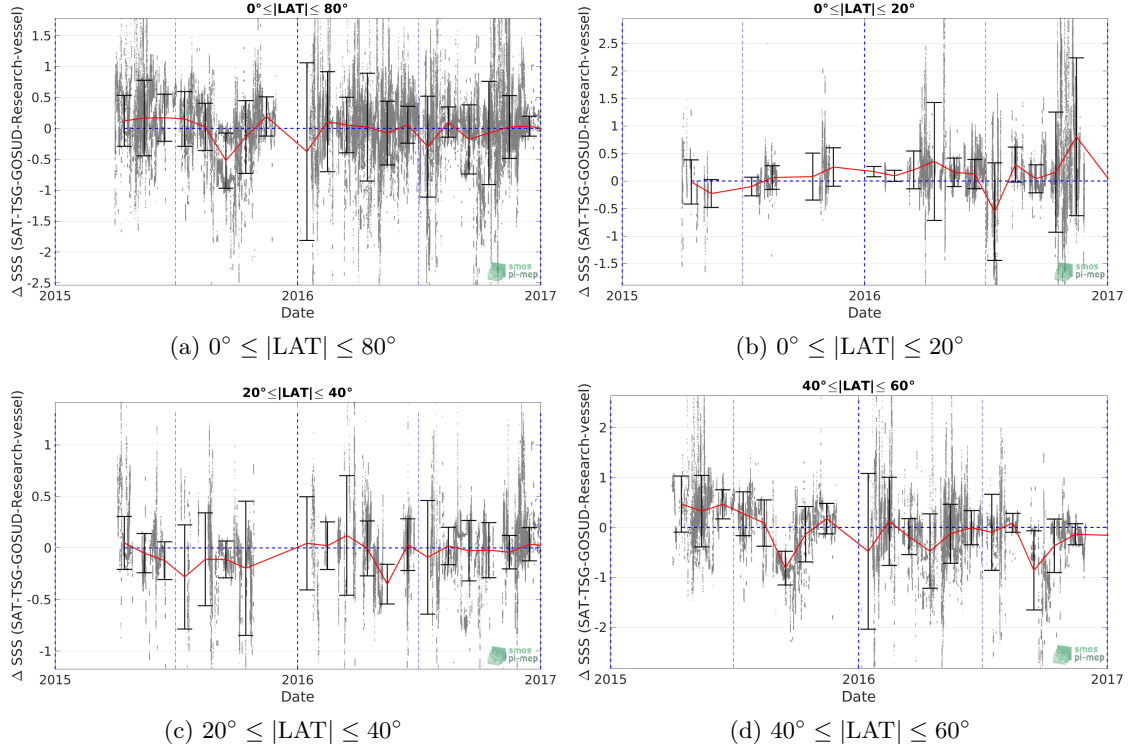 0°≤|LAT|≤ 80°
Δ SSS (SAT-TSG-GOSUD-Research-vessel)
1.5
1
0.5
0
-0.5
-1
-1.5
-2
-2.5
2015
2016
2017
Date
smos
pi-mep
(a) 0° ≤ |LAT| ≤ 80°
0°≤|LAT|≤ 20°
Δ SSS (SAT-TSG-GOSUD-Research-vessel)
2.5
2
1.5
1
0.5
0
-0.5
-1
-1.5
2015
2016
2017
Date
smos
pi-mep
(b) 0° ≤ |LAT| ≤ 20°
20°≤|LAT|≤ 40°
Δ SSS (SAT-TSG-GOSUD-Research-vessel)
1
0.5
0
-0.5
-1
2015
2016
2017
Date
smos
pi-mep
(c) 20° ≤ |LAT| ≤ 40°
40°≤|LAT|≤ 60°
Δ SSS (SAT-TSG-GOSUD-Research-vessel)
2
1
0
-1
-2
2015
2016
2017
Date
smos
pi-mep
(d) 40° ≤ |LAT| ≤ 60°